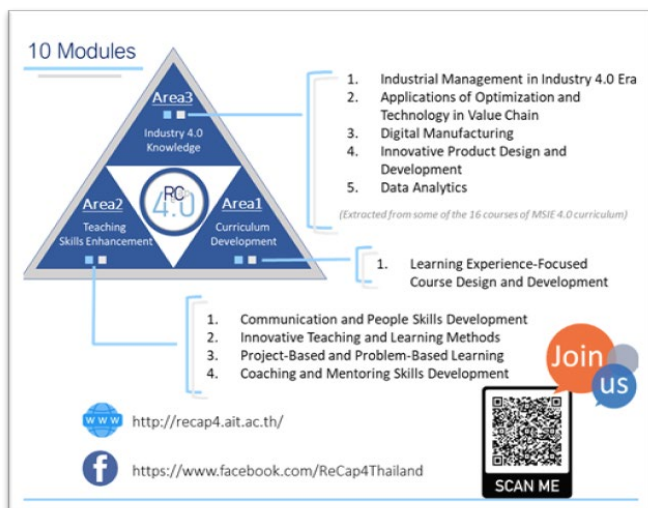 10 Modules
Area3
Industry 4.0
Knowledge
1. Industrial Management in Industry 4.0 Era
2. Applications of Optimization and
Technology in Value Chain
3. Digital Manufacturing
4. Innovative Product Design and
Development
5. Data Analytics
(Extracted from some of the 16 courses of MSIE 4.0 curriculum)
RC
4.0
Area2
Teaching
Skills Enhancement
Area1
Curriculum
Development
1. Learning Experience-Focused
Course Design and Development
1. Communication and People Skills Development
2. Innovative Teaching and Learning Methods
3. Project-Based and Problem-Based Learning
4. Coaching and Mentoring Skills Development
Join
us
www
http://recap4.ait.ac.th/
f
https://www.facebook.com/ReCap4Thailand
SCAN ME